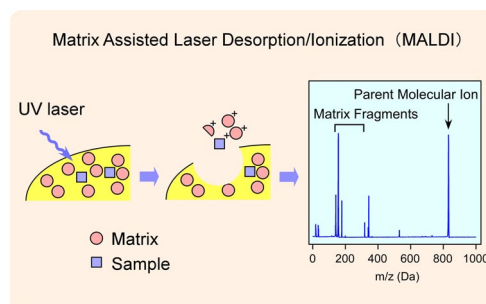 Matrix Assisted Laser Desorption/Ionization（MALDI）
UV laser
Matrix
Sample
Parent Molecular Ion
Matrix Fragments
0 200 400 600 800 1000
m/z (Da)